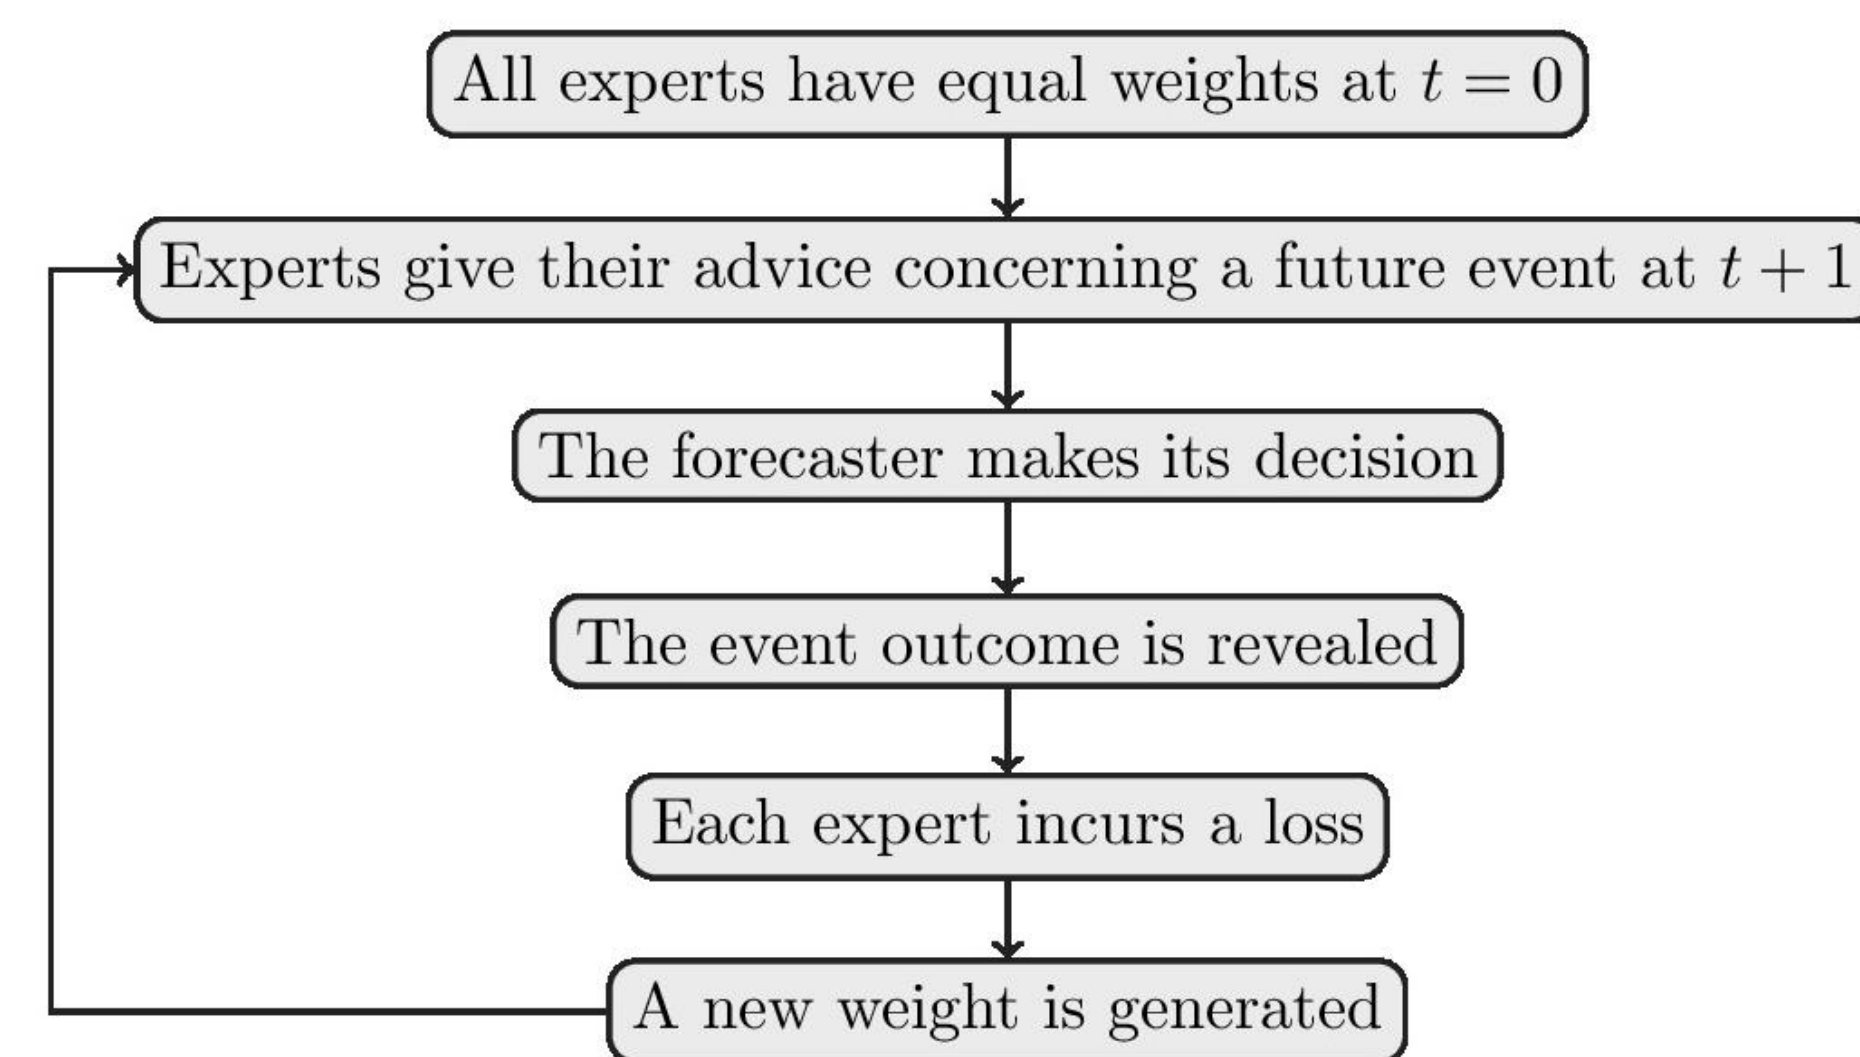 All experts have equal weights at t = 0
Experts give their advice concerning a future event at t + 1
The forecaster makes its decision
The event outcome is revealed
Each expert incurs a loss
A new weight is generated